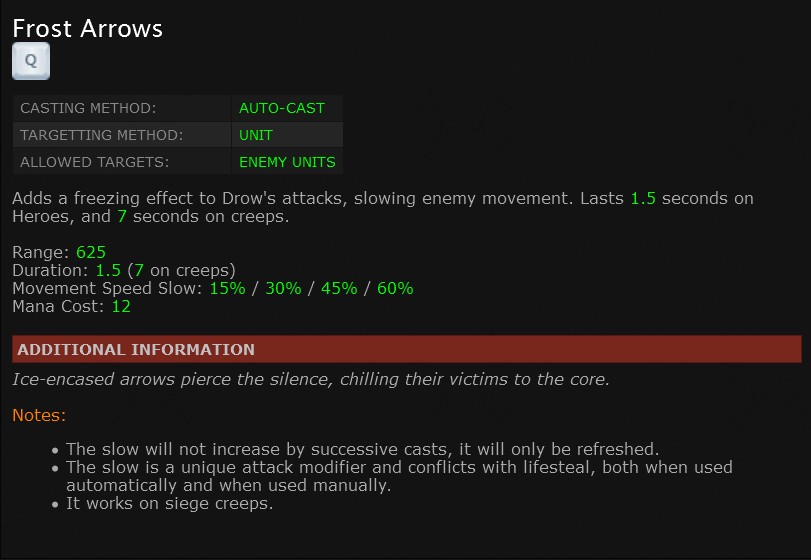 Frost Arrows
Q
CASTING METHOD: AUTO-CAST
TARGETTING METHOD: UNIT
ALLOWED TARGETS: ENEMY UNITS
Adds a freezing effect to Drow's attacks, slowing enemy movement. Lasts 1.5 seconds on
Heroes, and 7 seconds on creeps.
Range: 625
Duration: 1.5 (7 on creeps)
Movement Speed Slow: 15% / 30% / 45% / 60%
Mana Cost: 12
ADDITIONAL INFORMATION
Ice-encased arrows pierce the silence, chilling their victims to the core.
Notes:
• The slow will not increase by successive casts, it will only be refreshed.
• The slow is a unique attack modifier and conflicts with lifesteal, both when used
automatically and when used manually.
• It works on siege creeps.